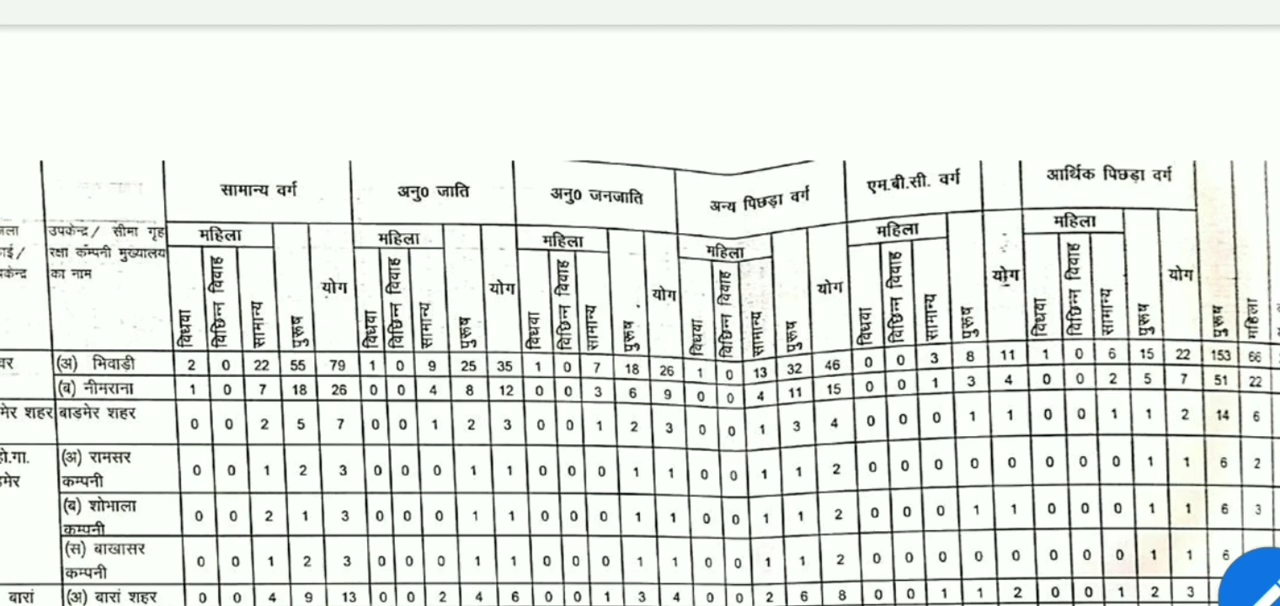 सामान्य वर्ग अनु0 जाति अनु0 जनजाति अन्य पिछड़ा वर्ग एम.बी.सी. वर्ग आर्थिक पिछड़ा वर्ग
उपकेन्द्र / सीमा गृह
रक्षा कॅम्पनी मुख्यालय
का नाम
महिला महिला महिला महिला महिला महिला
विधवा विछिन्न विवाह सामान्य पुरूष योग विधवा विछिन्न विवाह सामान्य पुरूष योग विधवा विछिन्न विवाह सामान्य पुरूष योग विधवा विछिन्न विवाह सामान्य पुरूष योग विधवा विछिन्न विवाह सामान्य पुरूष योग विधवा विछिन्न विवाह सामान्य पुरूष योग पुरूष महिला
(अ) भिवाड़ी 2 0 22 55 79 1 0 9 25 35 1 0 7 18 26 1 0 13 32 46 0 0 3 8 11 1 0 6 15 22 153 66
(ब) नीमराना 1 0 7 18 26 0 0 4 8 12 0 0 3 6 9 0 0 4 11 15 0 0 1 3 4 0 0 2 5 7 51 22
मेर शहर बाड़मेर शहर 0 0 2 5 7 0 0 1 2 3 0 0 1 2 3 0 0 1 3 4 0 0 0 1 1 0 0 1 1 2 14 6
(अ) रामसर
कम्पनी 0 0 1 2 3 0 0 0 1 1 0 0 0 1 1 0 0 1 1 2 0 0 0 0 0 0 0 0 1 1 6 2
(ब) शोभाला
कम्पनी 0 0 2 1 3 0 0 0 1 1 0 0 0 1 1 0 0 1 1 2 0 0 0 1 1 0 0 0 1 1 6 3
(स) बाखासर
कम्पनी 0 0 1 2 3 0 0 0 1 1 0 0 0 1 1 0 0 1 1 2 0 0 0 0 0 0 0 0 1 1 6
बारां (अ) बारां शहर 0 0 4 9 13 0 0 2 4 6 0 0 1 3 4 0 0 2 6 8 0 0 1 1 2 0 0 1 2 3